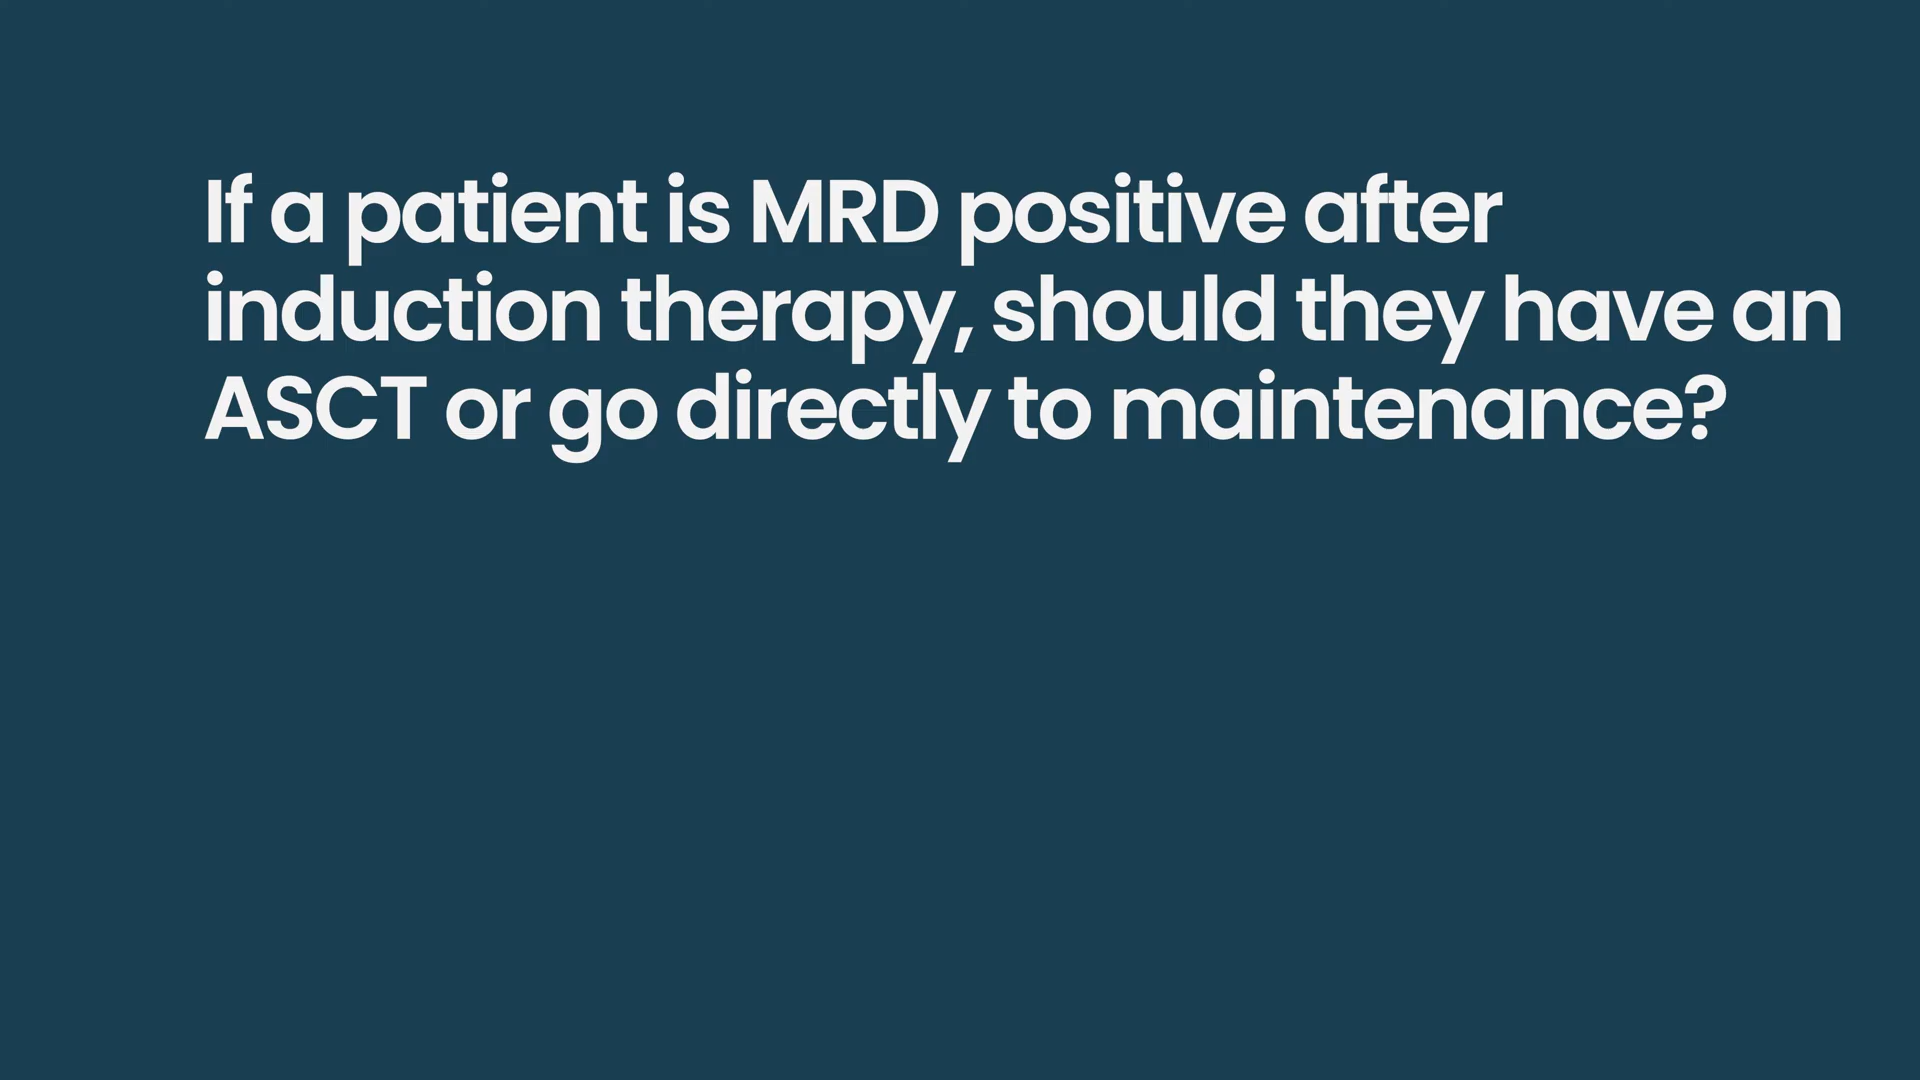 If a patient is MRD positive after
induction therapy, should they have an
ASCT or go directly to maintenance?